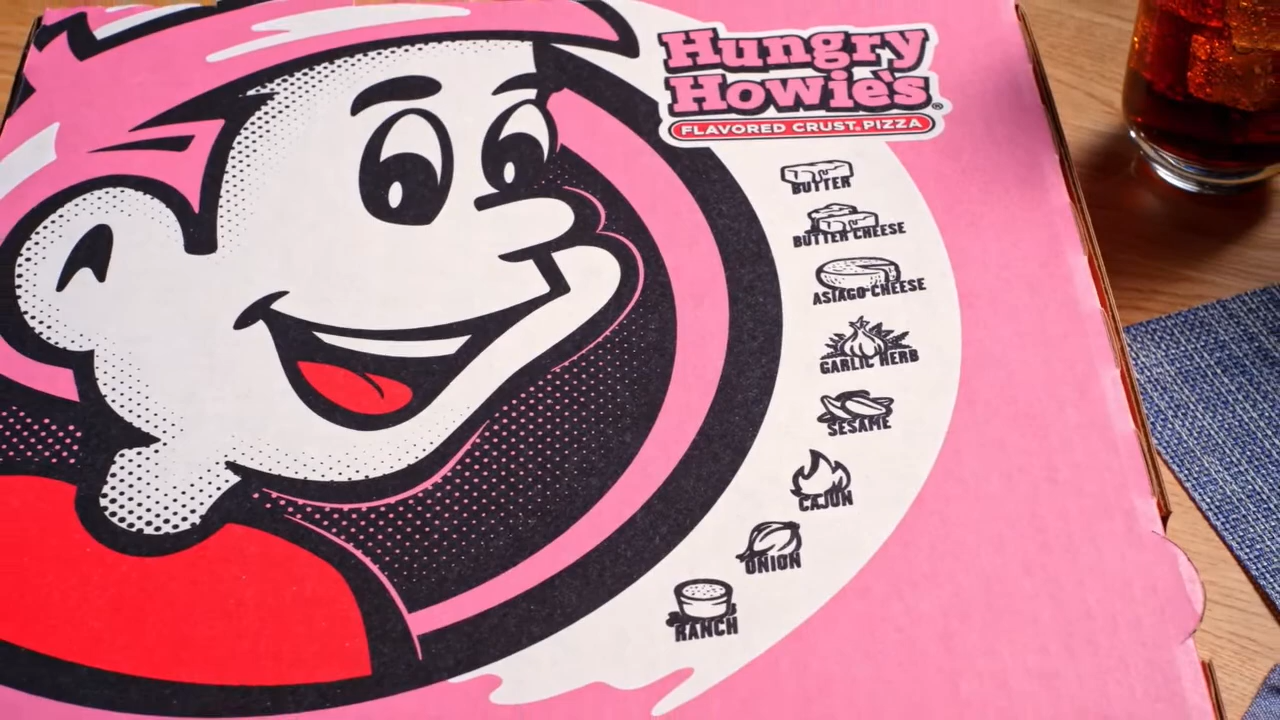 Hungry
Howie's®
FLAVORED CRUST PIZZA
BUTTER
BUTTER CHEESE
ASIAGO CHEESE
GARLIC HERB
SESAME
CAJUN
ONION
RANCH